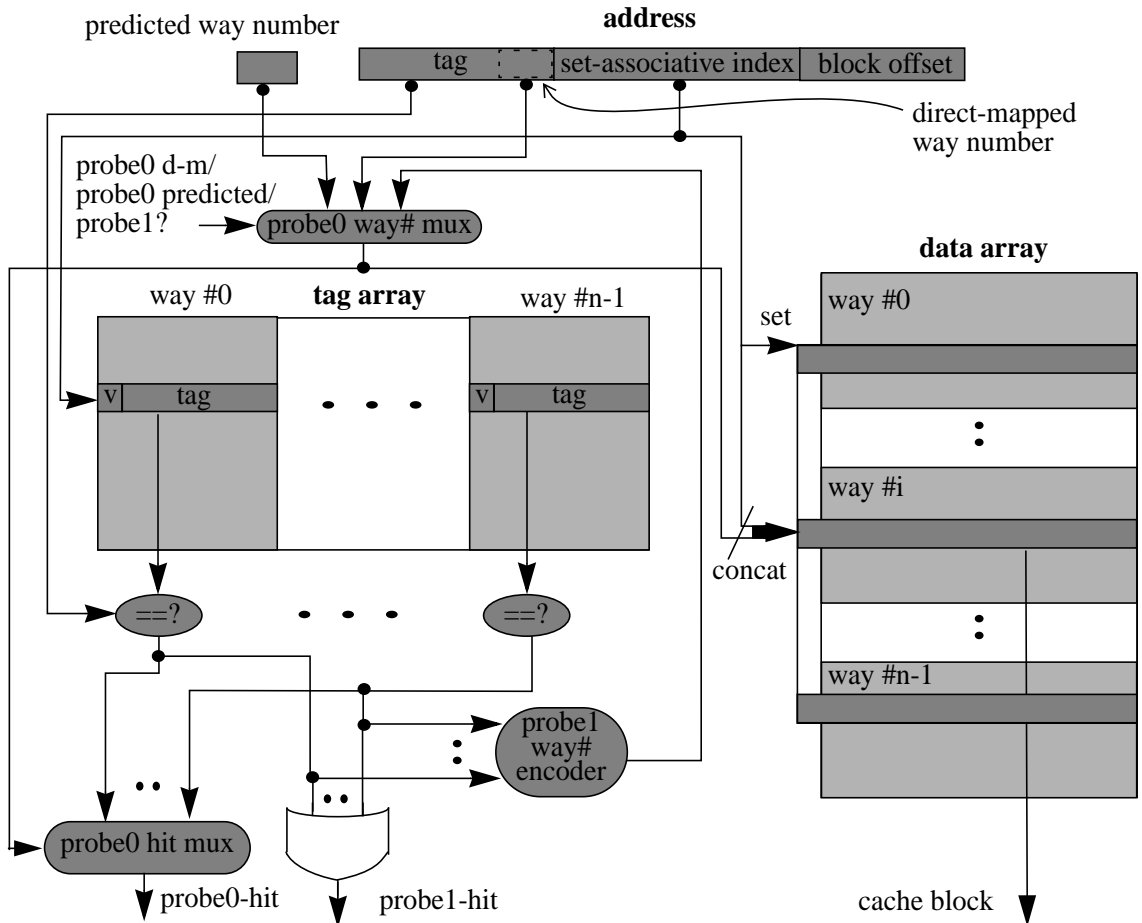 predicted way number
address
tag
set-associative index
block offset
direct-mapped
way number
probe0 d-m/
probe0 predicted/
probe1?
probe0 way# mux
data array
way #0
tag array
way #n-1
way #0
set
v
tag
v
tag
way #i
concat
==?
==?
way #n-1
probe1
way#
encoder
probe0 hit mux
probe0-hit
probe1-hit
cache block